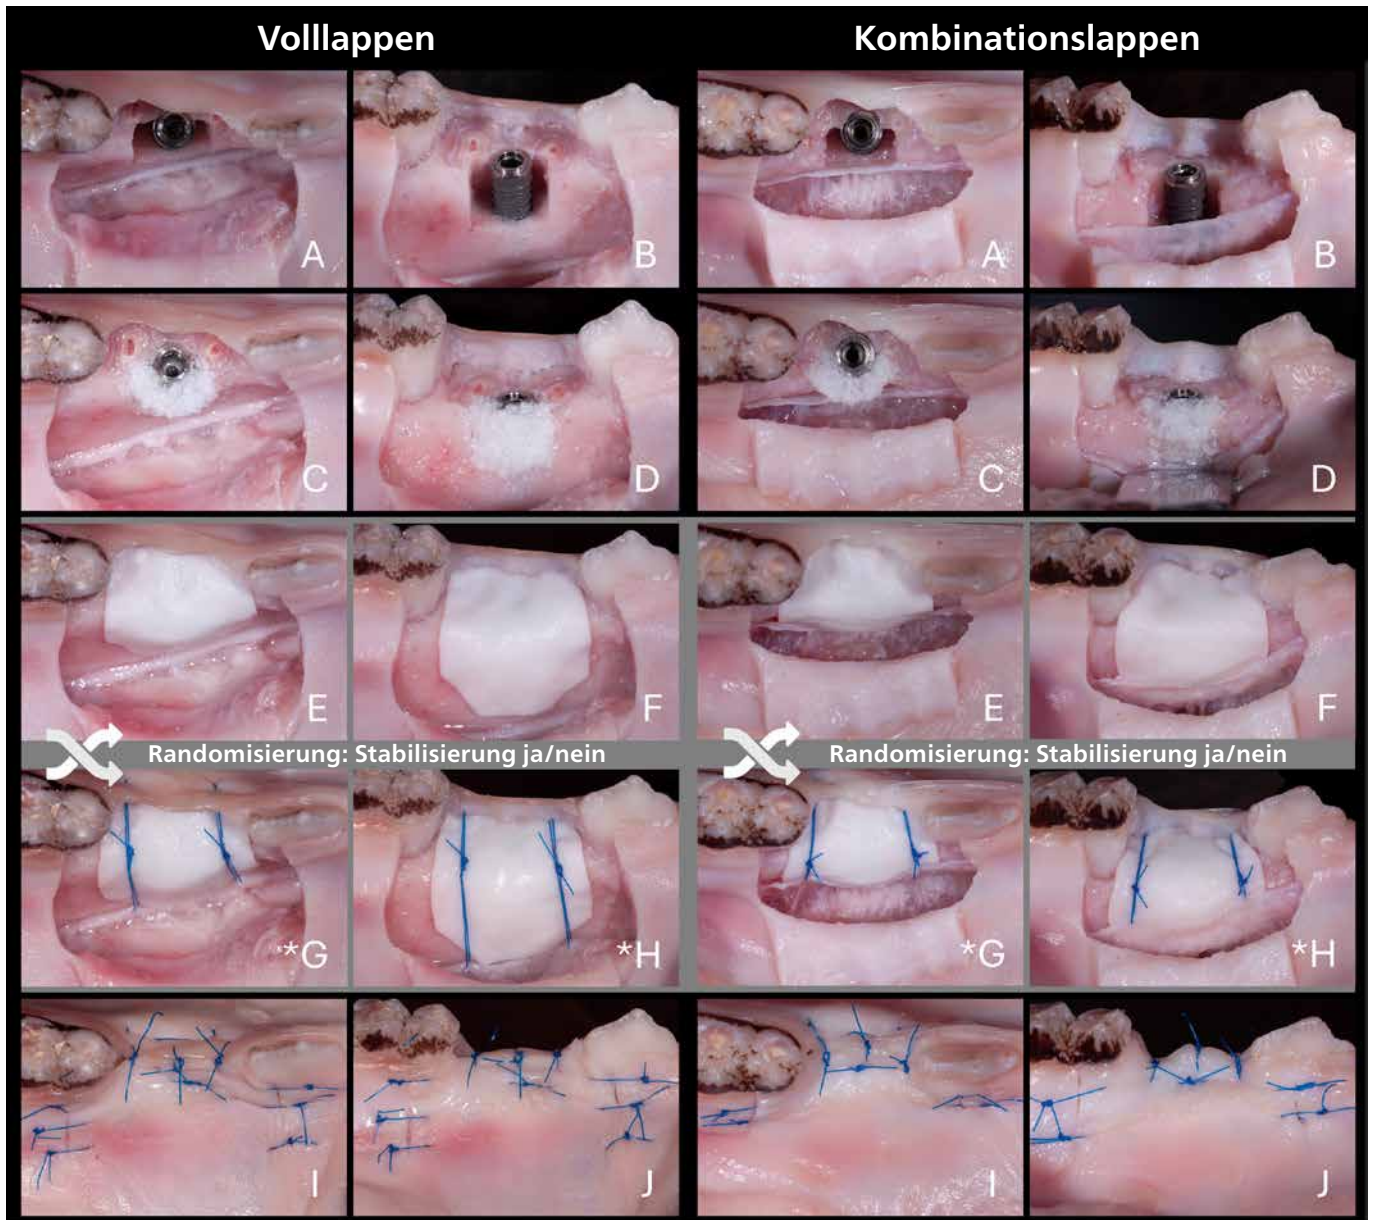 Volllappen Kombinationslappen
A B A B
C D C D
E F E F
Randomisierung: Stabilisierung ja/nein Randomisierung: Stabilisierung ja/nein
*G *H *G *H
I J I J